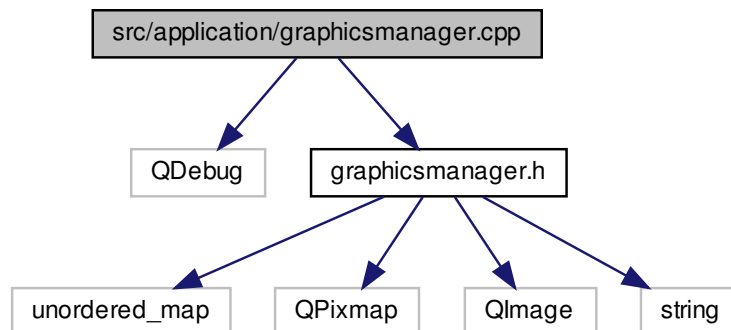 src/application/graphicsmanager.cpp
QDebug
graphicsmanager.h
unordered_map
QPixmap
QImage
string